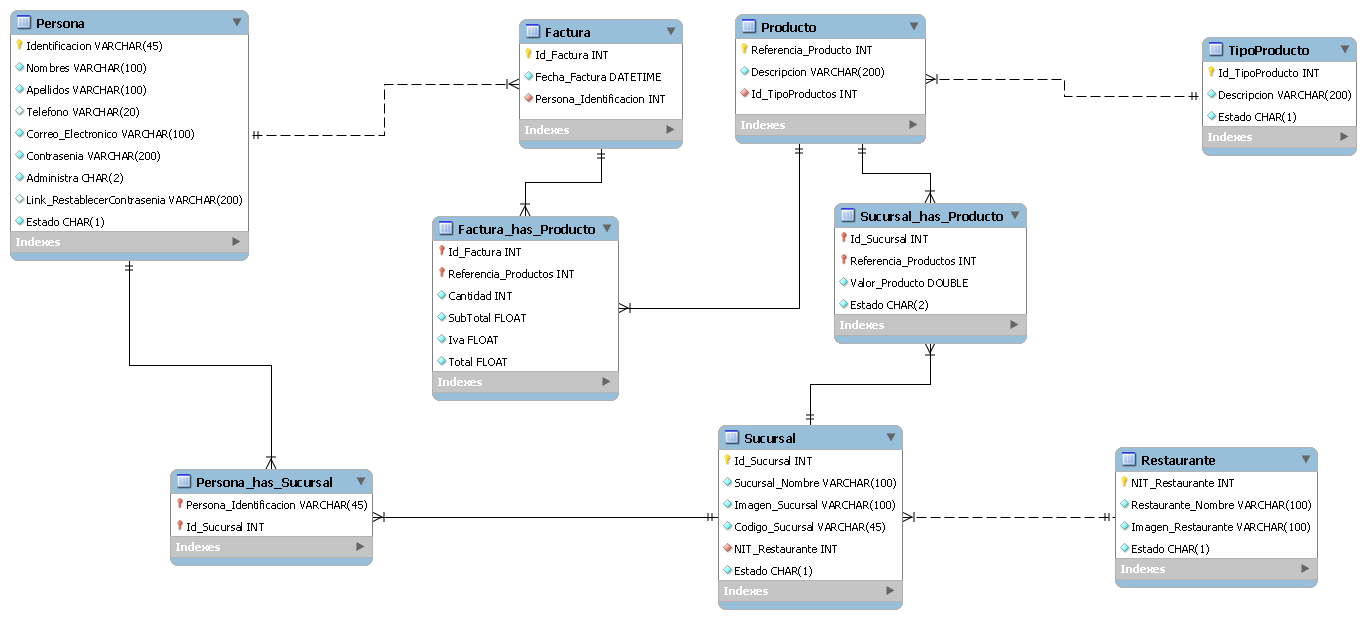 Persona
Identificacion VARCHAR(45)
Nombres VARCHAR(100)
Apellidos VARCHAR(100)
Telefono VARCHAR(20)
Correo_Electronico VARCHAR(100)
Contrasenia VARCHAR(200)
Administra CHAR(2)
Link_RestablecerContrasenia VARCHAR(200)
Estado CHAR(1)
Indexes
Factura
Id_Factura INT
Fecha_Factura DATETIME
Persona_Identificacion INT
Indexes
Producto
Referencia_Producto INT
Descripcion VARCHAR(200)
Id_TipoProductos INT
Indexes
TipoProducto
Id_TipoProducto INT
Descripcion VARCHAR(200)
Estado CHAR(1)
Indexes
Factura_has_Producto
Id_Factura INT
Referencia_Productos INT
Cantidad INT
SubTotal FLOAT
Iva FLOAT
Total FLOAT
Indexes
Sucursal_has_Producto
Id_Sucursal INT
Referencia_Productos INT
Valor_Producto DOUBLE
Estado CHAR(2)
Indexes
Persona_has_Sucursal
Persona_Identificacion VARCHAR(45)
Id_Sucursal INT
Indexes
Sucursal
Id_Sucursal INT
Sucursal_Nombre VARCHAR(100)
Imagen_Sucursal VARCHAR(100)
Codigo_Sucursal VARCHAR(45)
NIT_Restaurante INT
Estado CHAR(1)
Indexes
Restaurante
NIT_Restaurante INT
Restaurante_Nombre VARCHAR(100)
Imagen_Restaurante VARCHAR(100)
Estado CHAR(1)
Indexes